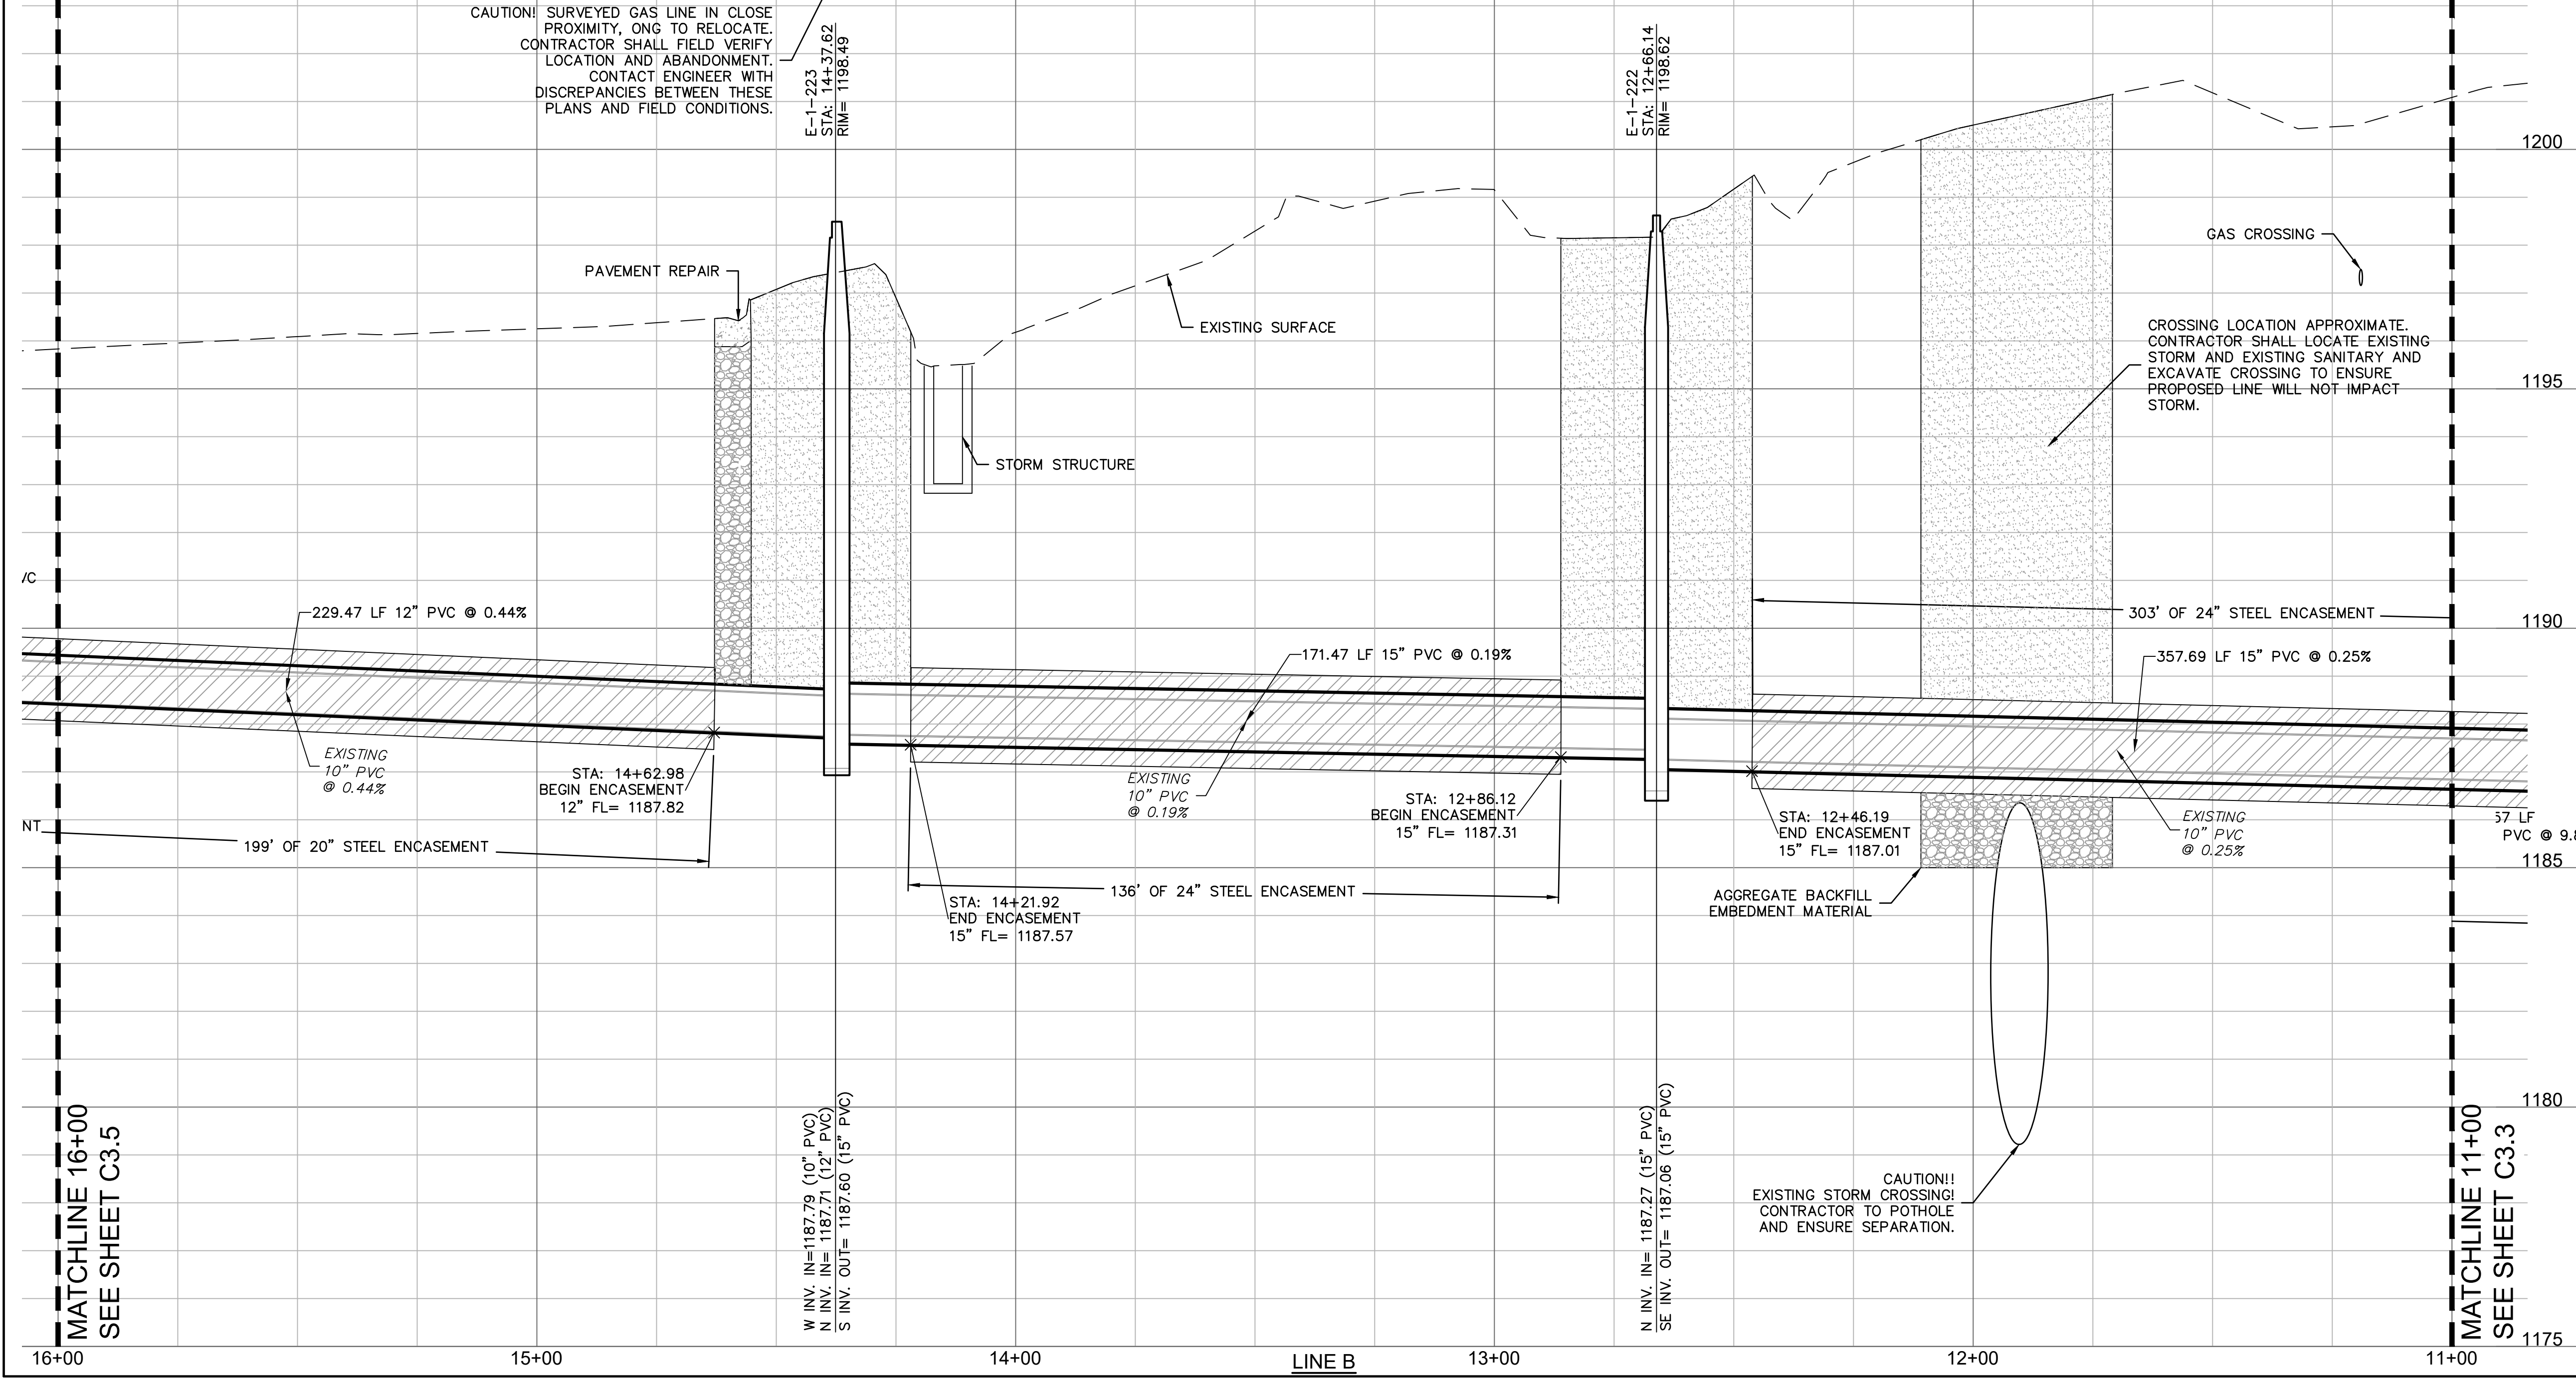 CAUTION! SURVEYED GAS LINE IN CLOSE
PROXIMITY, ONG TO RELOCATE.
CONTRACTOR SHALL FIELD VERIFY
LOCATION AND ABANDONMENT.
CONTACT ENGINEER WITH
DISCREPANCIES BETWEEN THESE
PLANS AND FIELD CONDITIONS.
E-1-223
STA: 14+37.62
RIM= 1198.49
E-1-222
STA: 12+66.14
RIM= 1198.62
1200
GAS CROSSING
PAVEMENT REPAIR
EXISTING SURFACE
CROSSING LOCATION APPROXIMATE.
CONTRACTOR SHALL LOCATE EXISTING
STORM AND EXISTING SANITARY AND
EXCAVATE CROSSING TO ENSURE
PROPOSED LINE WILL NOT IMPACT
STORM.
1195
STORM STRUCTURE
VC
229.47 LF 12" PVC @ 0.44%
303' OF 24" STEEL ENCASEMENT
1190
171.47 LF 15" PVC @ 0.19%
357.69 LF 15" PVC @ 0.25%
EXISTING
10" PVC
@ 0.44%
STA: 14+62.98
BEGIN ENCASEMENT
12" FL= 1187.82
EXISTING
10" PVC
@ 0.19%
STA: 12+86.12
BEGIN ENCASEMENT
15" FL= 1187.31
STA: 12+46.19
END ENCASEMENT
15" FL= 1187.01
EXISTING
10" PVC
@ 0.25%
57 LF
PVC @ 9.8
NT
199' OF 20" STEEL ENCASEMENT
1185
136' OF 24" STEEL ENCASEMENT
STA: 14+21.92
END ENCASEMENT
15" FL= 1187.57
AGGREGATE BACKFILL
EMBEDMENT MATERIAL
1180
CAUTION!!
EXISTING STORM CROSSING!
CONTRACTOR TO POTHOLE
AND ENSURE SEPARATION.
MATCHLINE 16+00
SEE SHEET C3.5
W INV. IN=1187.79 (10" PVC)
N INV. IN= 1187.71 (12" PVC)
S INV. OUT= 1187.60 (15" PVC)
N INV. IN= 1187.27 (15" PVC)
SE INV. OUT= 1187.06 (15" PVC)
MATCHLINE 11+00
SEE SHEET C3.3
1175
16+00
15+00
14+00
LINE B
13+00
12+00
11+00